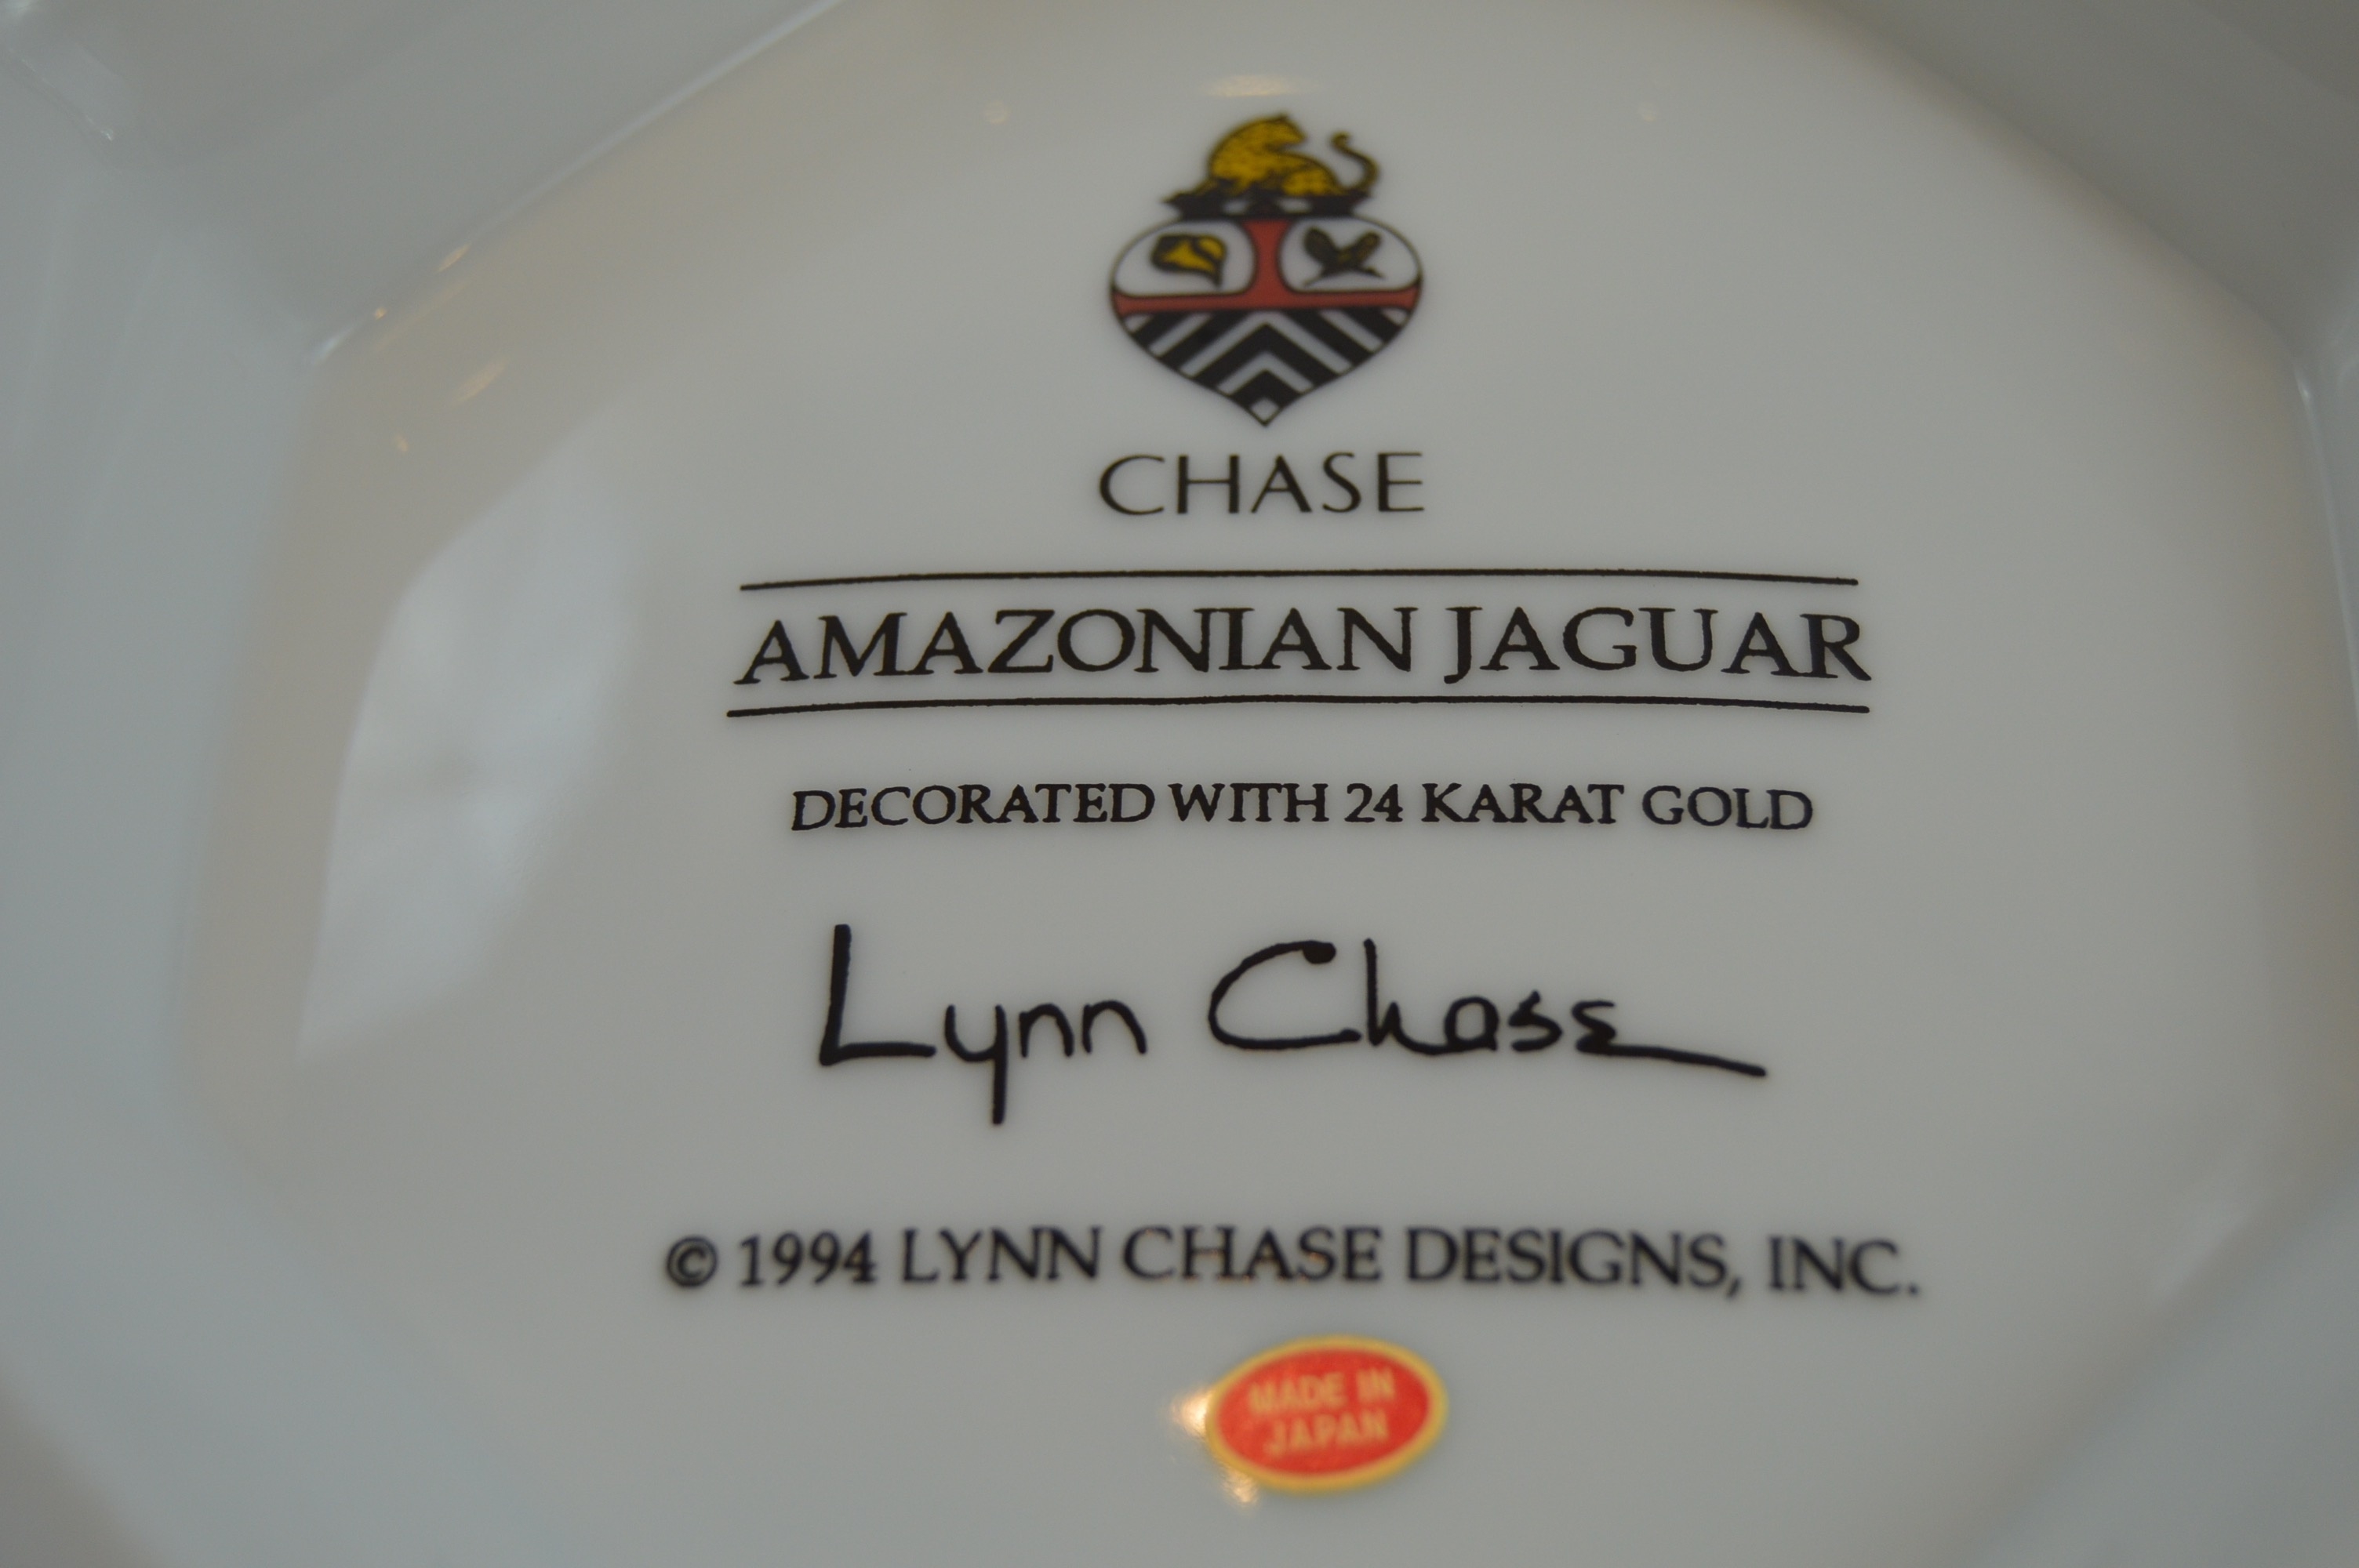 CHASE
AMAZONIAN JAGUAR
DECORATED WITH 24 KARAT GOLD
Lynn Chase
© 1994 LYNN CHASE DESIGNS, INC.
MADE IN
JAPAN